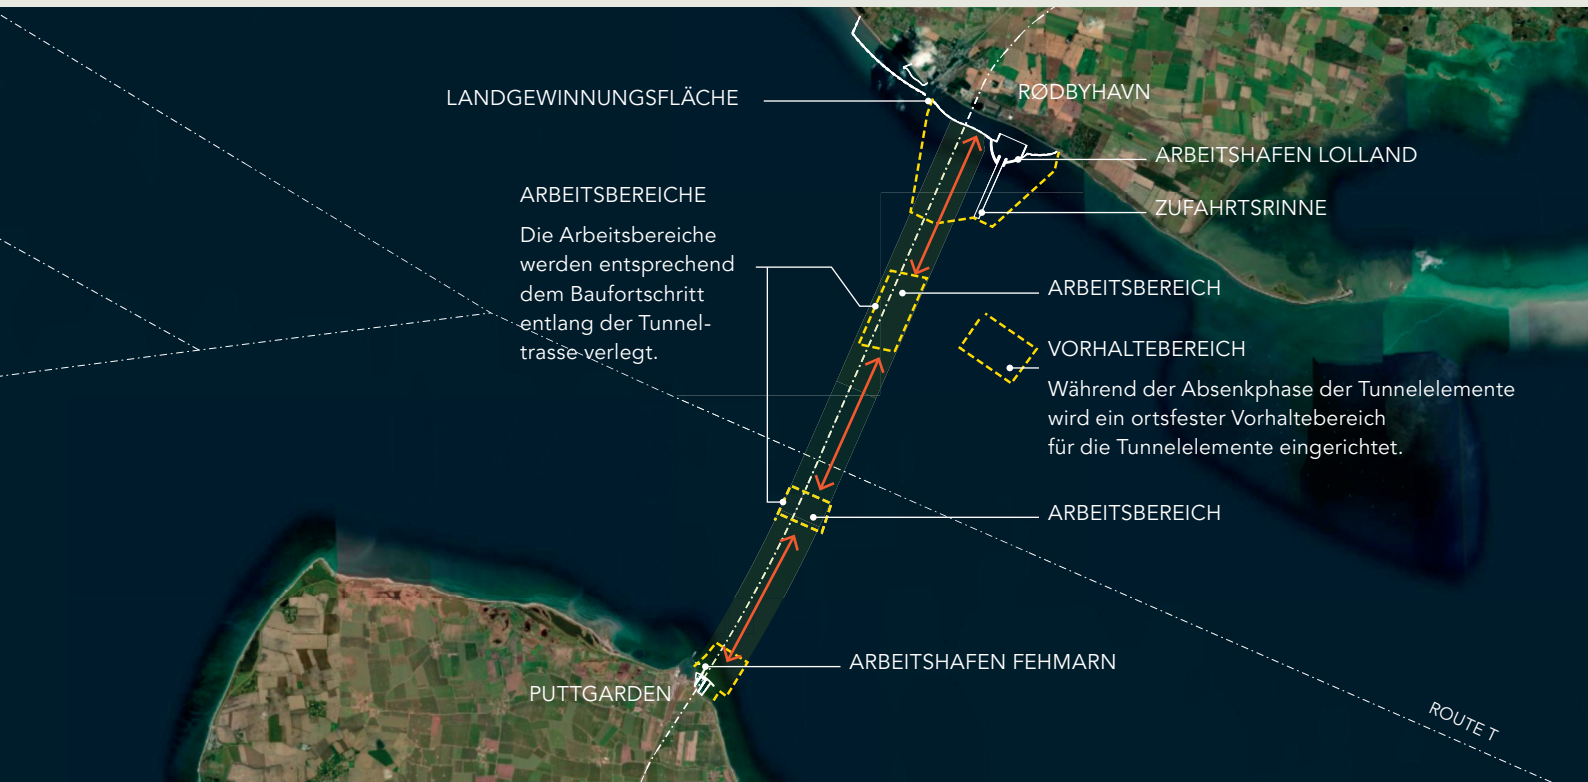 LANDGEWINNUNGSFLÄCHE
RØDBYHAVN
ARBEITSHAFEN LOLLAND
ZUFAHRTSRINNE
ARBEITSBEREICHE
Die Arbeitsbereiche
werden entsprechend
dem Baufortschritt
entlang der Tunnel-
trasse verlegt.
ARBEITSBEREICH
VORHALTEBEREICH
Während der Absenkphase der Tunnelelemente
wird ein ortsfester Vorhaltebereich
für die Tunnelelemente eingerichtet.
ARBEITSBEREICH
ARBEITSHAFEN FEHMARN
PUTTGARDEN
ROUTE T